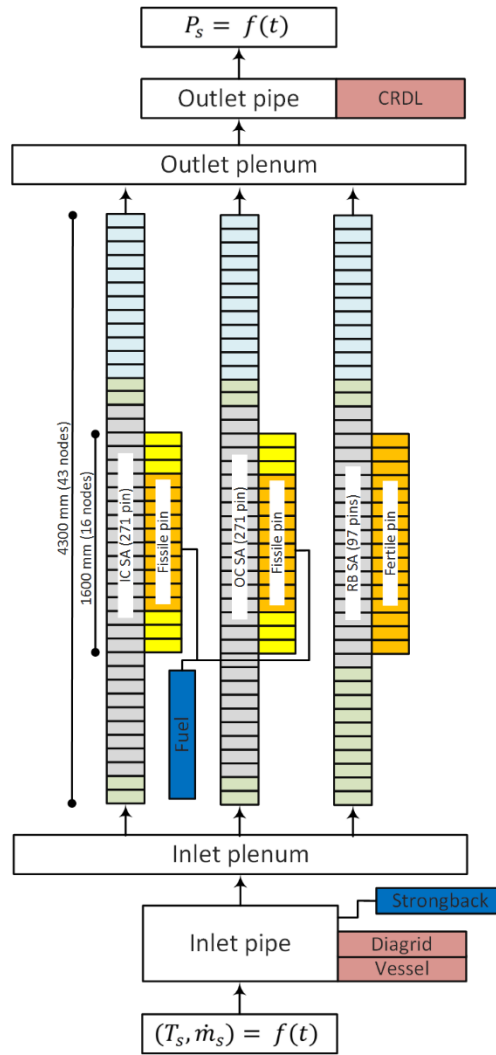 P_s = f(t)
Outlet pipe
CRDL
Outlet plenum
4300 mm (43 nodes)
1600 mm (16 nodes)
IC SA (271 pin)
Fissile pin
OC SA (271 pin)
Fissile pin
RB SA (97 pin)
Fertile pin
Fuel
Inlet plenum
Strongback
Inlet pipe
Diagrid
Vessel
(T_s, ṁ_s) = f(t)